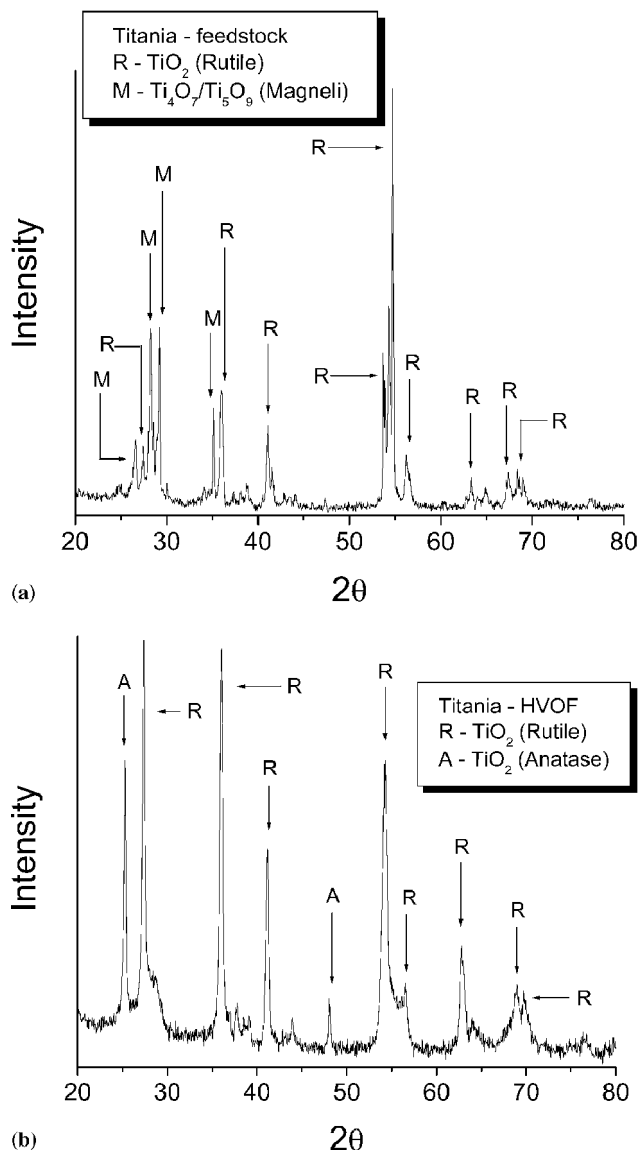 Titania - feedstock
R - TiO₂ (Rutile)
M - Ti₄O₇/Ti₅O₉ (Magneli)
Intensity
M
R
M
M
M
R
R
R
R
R
R
R
R
20 30 40 50 60 70 80
(a)
2θ
Titania - HVOF
R - TiO₂ (Rutile)
A - TiO₂ (Anatase)
Intensity
A
R
R
R
A
R
R
R
R
R
20 30 40 50 60 70 80
(b)
2θ